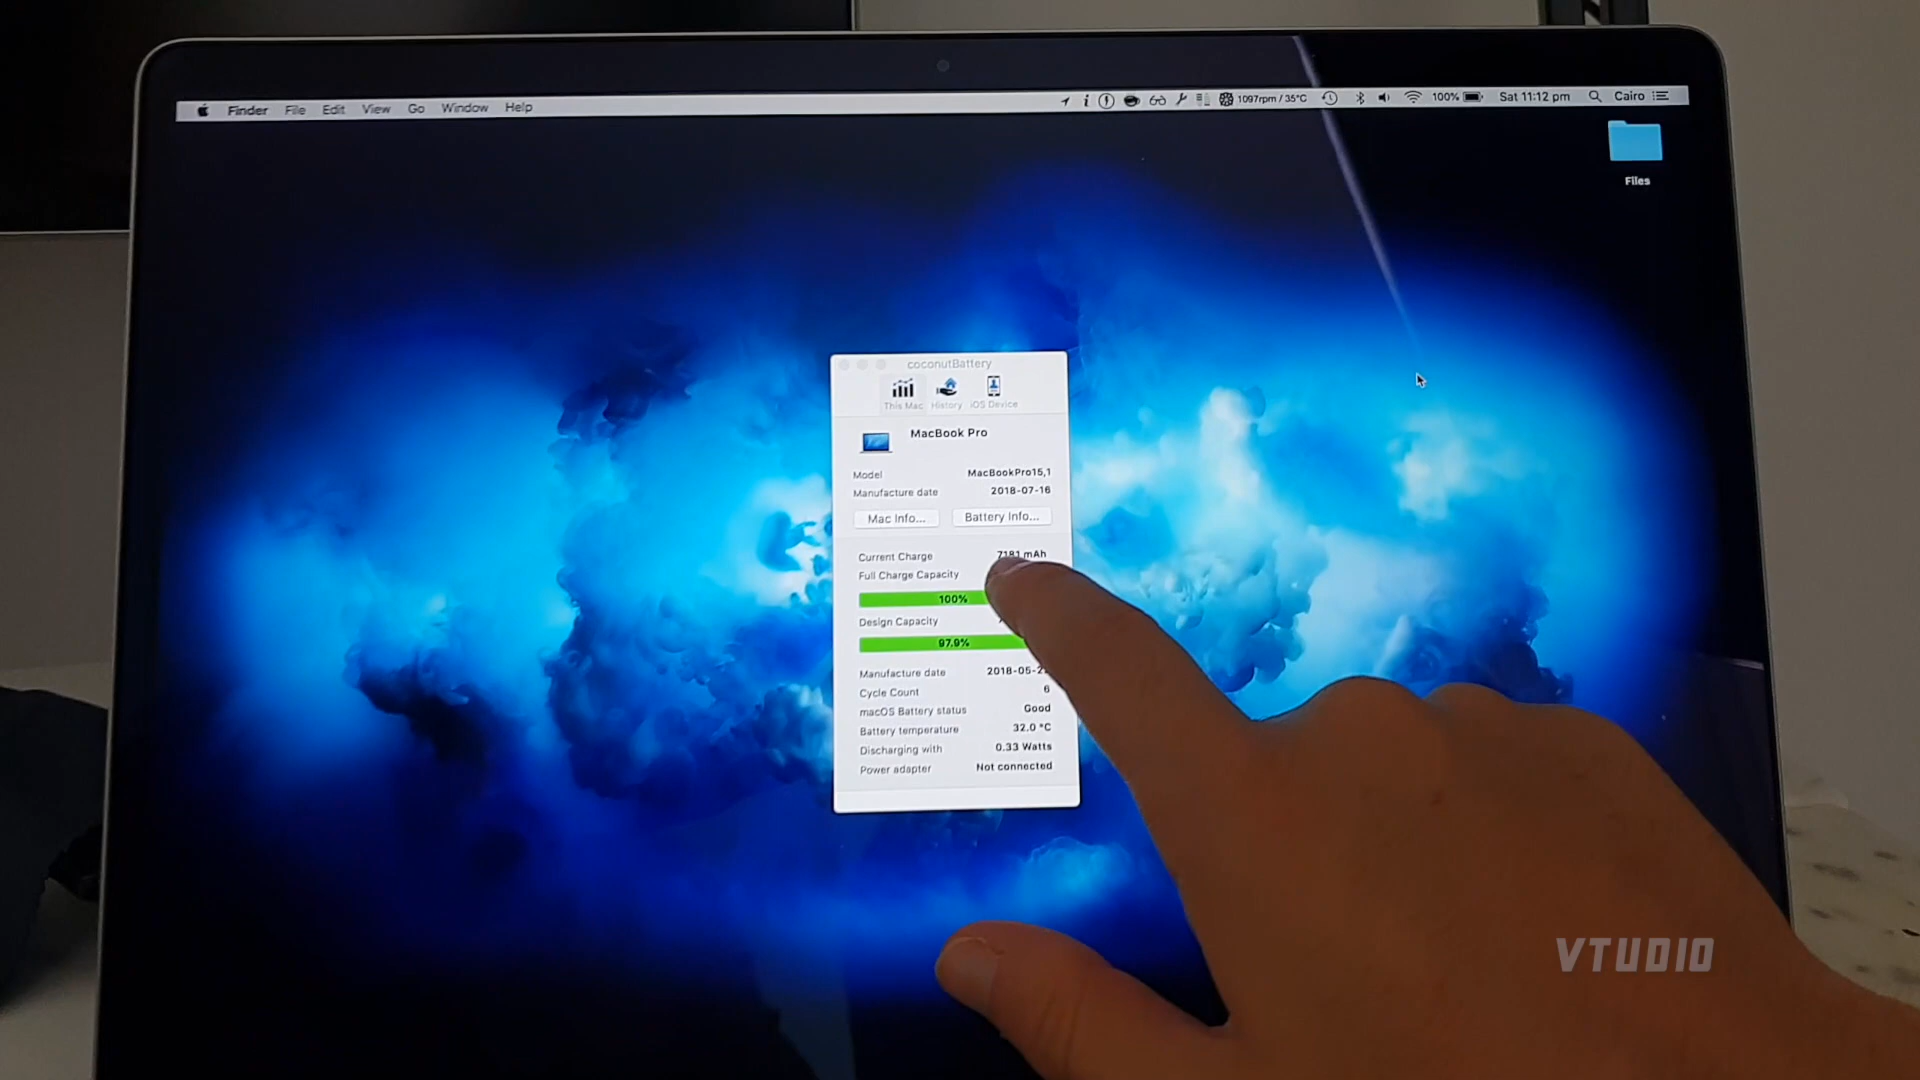 Finder File Edit View Go Window Help 1097rpm / 35°C 100% Sat 11:12 pm Cairo
Files
coconutBattery
This Mac History iOS Device
MacBook Pro
Model MacBookPro15,1
Manufacture date 2018-07-16
Mac Info... Battery Info...
Current Charge 7181 mAh
Full Charge Capacity
100%
Design Capacity
97.9%
Manufacture date
Cycle Count 6
macOS Battery status Good
Battery temperature 32.0 °C
Discharging with 0.33 Watts
Power adapter Not connected
VTUDIO